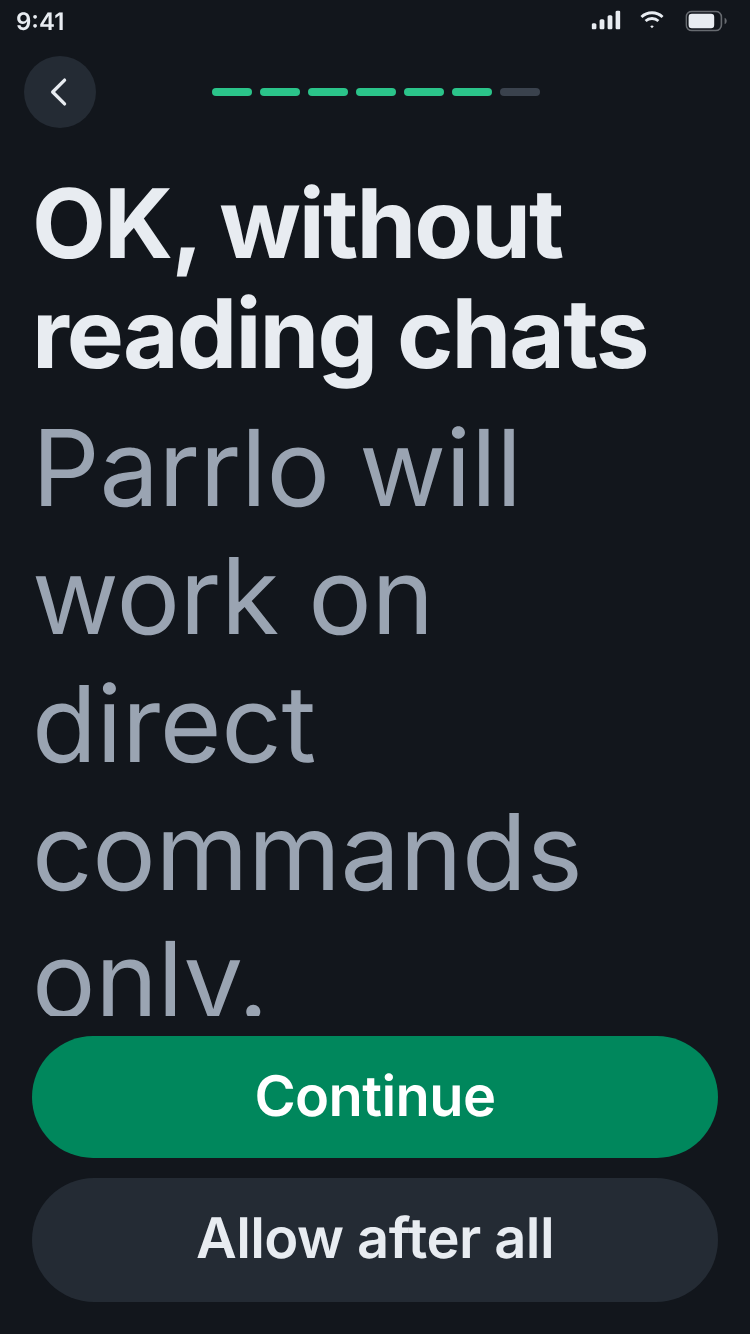 9:41
OK, without
reading chats
Parrlo will
work on
direct
commands
only.
Continue
Allow after all